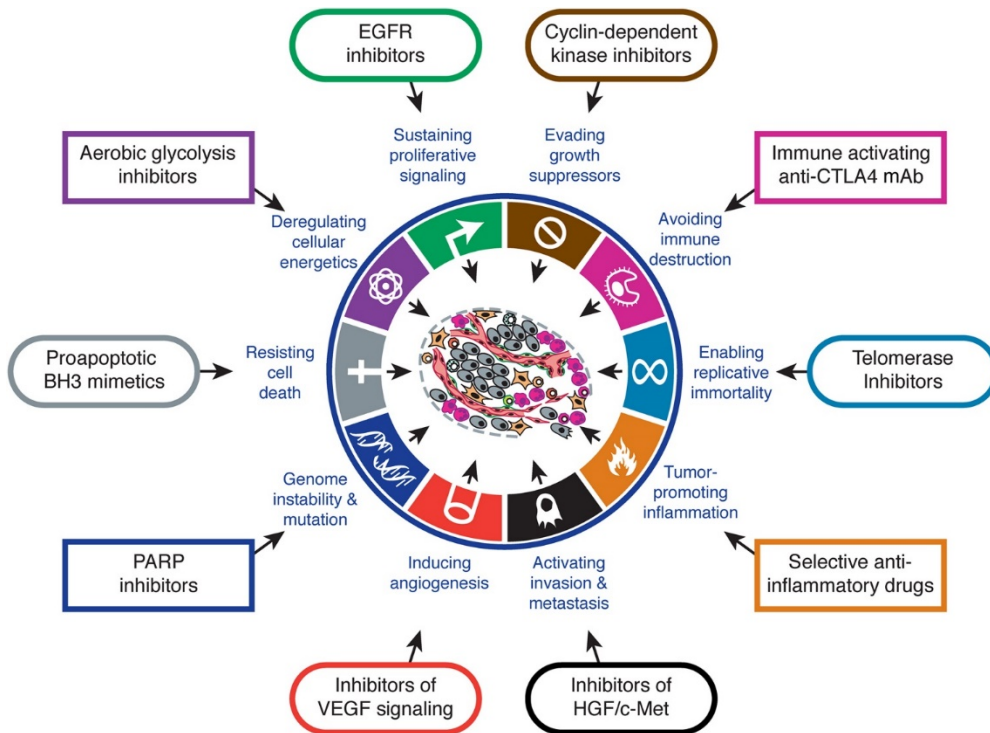 EGFR
inhibitors
Cyclin-dependent
kinase inhibitors
Sustaining
proliferative
signaling
Evading
growth
suppressors
Aerobic glycolysis
inhibitors
Immune activating
anti-CTLA4 mAb
Deregulating
cellular
energetics
Avoiding
immune
destruction
Proapoptotic
BH3 mimetics
Resisting
cell
death
Enabling
replicative
immortality
Telomerase
Inhibitors
Genome
instability &
mutation
Tumor-
promoting
inflammation
PARP
inhibitors
Inducing
angiogenesis
Activating
invasion &
metastasis
Selective anti-
inflammatory drugs
Inhibitors of
VEGF signaling
Inhibitors of
HGF/c-Met